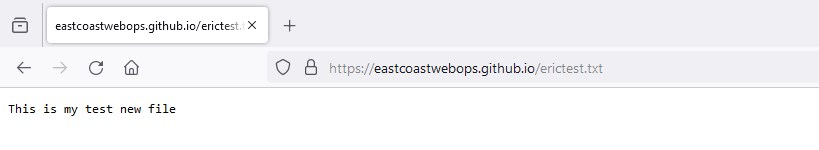 eastcoastwebops.github.io/erictest.
https://eastcoastwebops.github.io/erictest.txt
This is my test new file